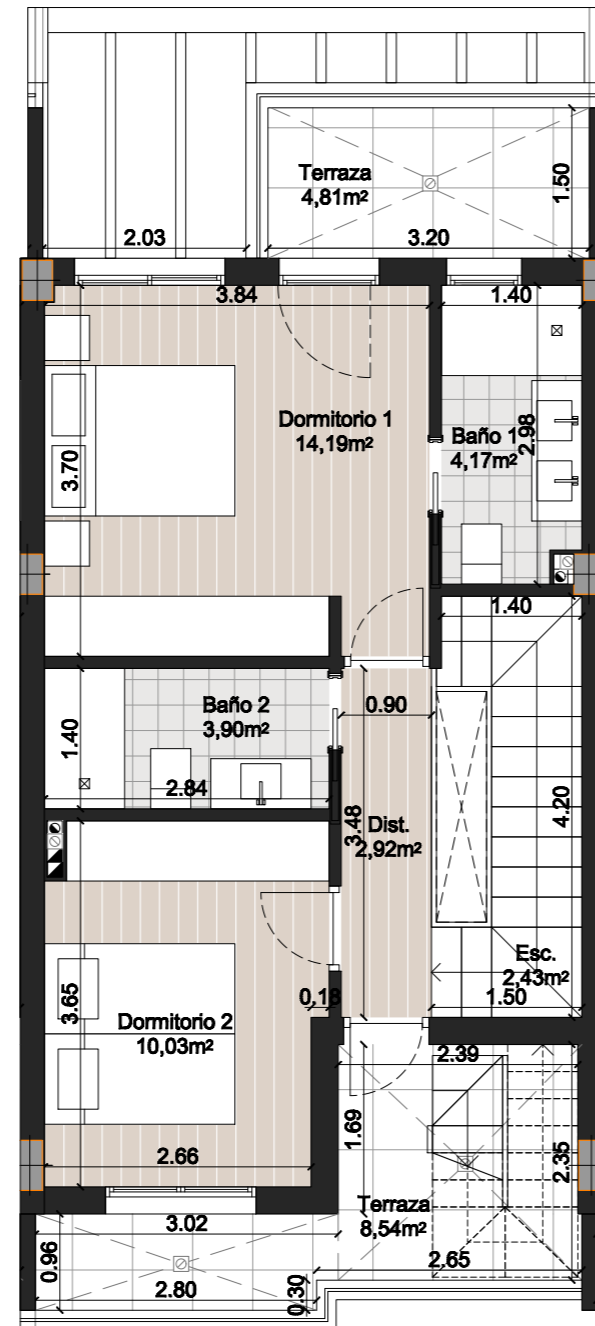 Terraza
4,81m²
1.50
2.03
3.20
3.84
1.40
Dormitorio 1
14,19m²
Baño 1
4,17m²
2.98
3.70
1.40
Baño 2
3,90m²
0.90
1.40
2.84
3.48
Dist.
2,92m²
4.20
Esc.
2,43m²
3.65
0.18
1.50
Dormitorio 2
10,03m²
2.39
1.69
2.35
2.66
Terraza
8,54m²
3.02
0.96
2.80
0.30
2.65